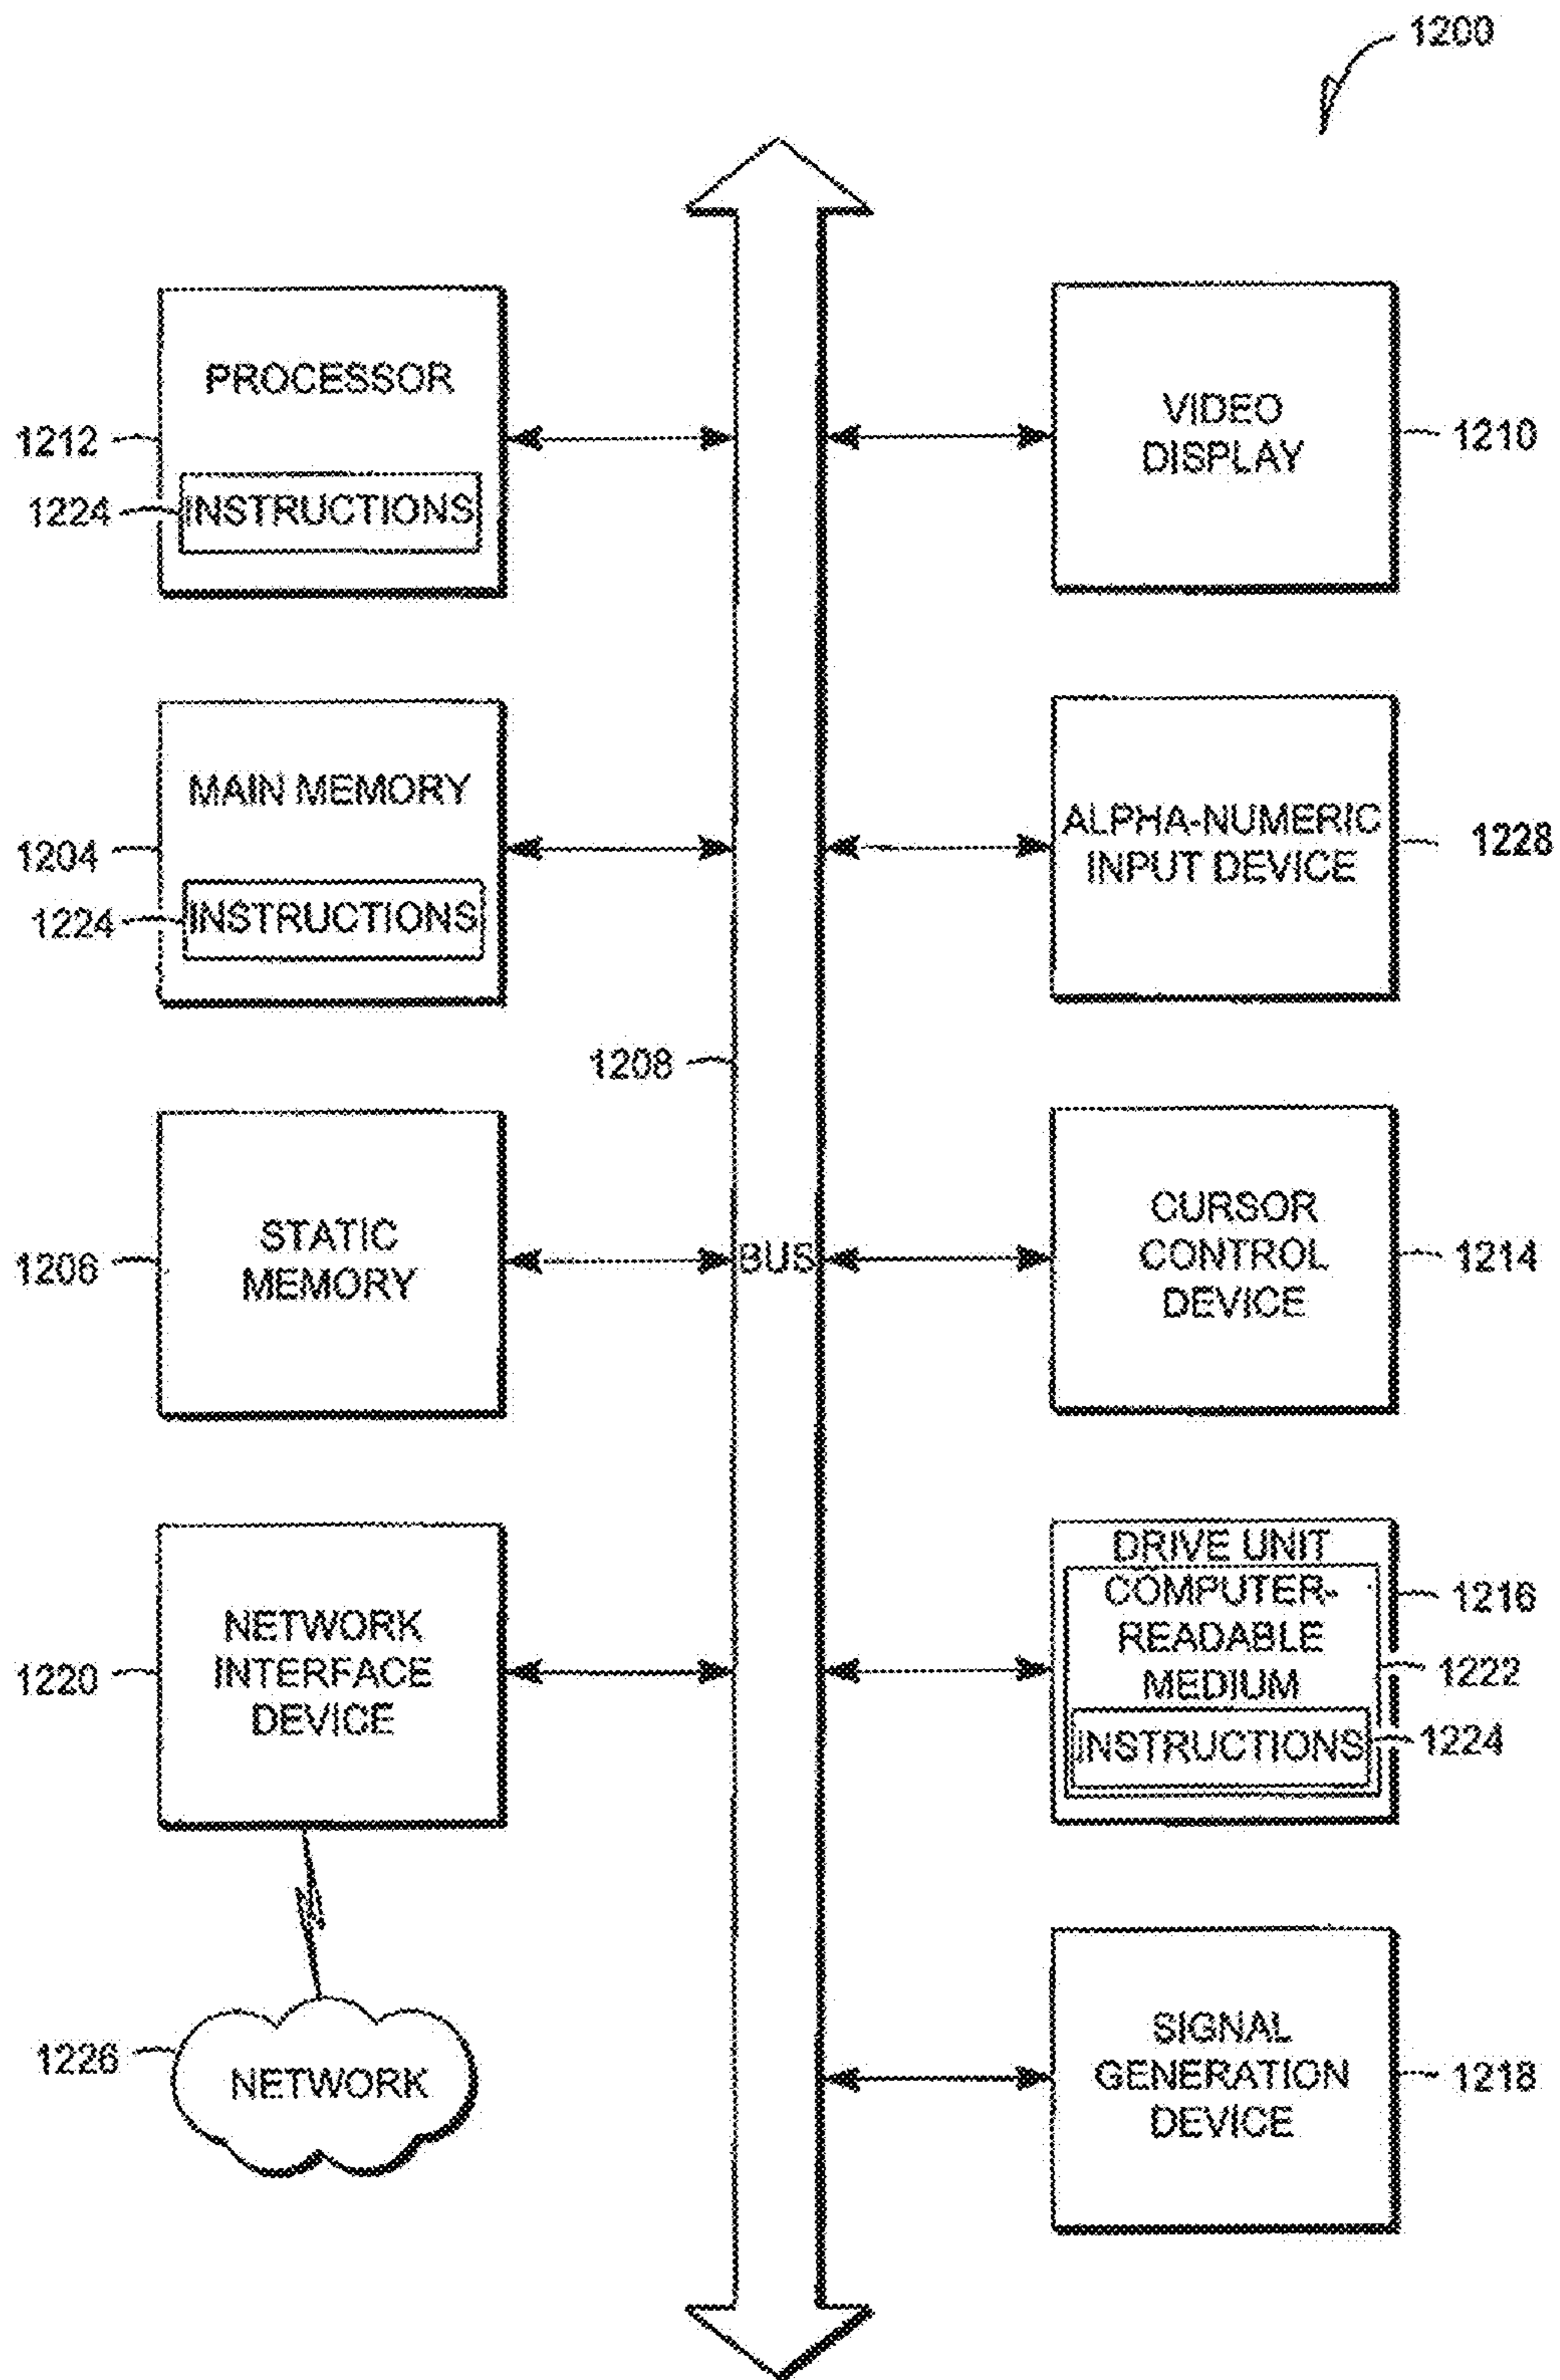 1200
PROCESSOR
1212
1224
INSTRUCTIONS
VIDEO
DISPLAY
1210
MAIN MEMORY
1204
1224
INSTRUCTIONS
ALPHA-NUMERIC
INPUT DEVICE
1228
1208
STATIC
MEMORY
1206
BUS
CURSOR
CONTROL
DEVICE
1214
NETWORK
INTERFACE
DEVICE
1220
DRIVE UNIT
COMPUTER-
READABLE
MEDIUM
INSTRUCTIONS
1216
1222
1224
1226
NETWORK
SIGNAL
GENERATION
DEVICE
1218